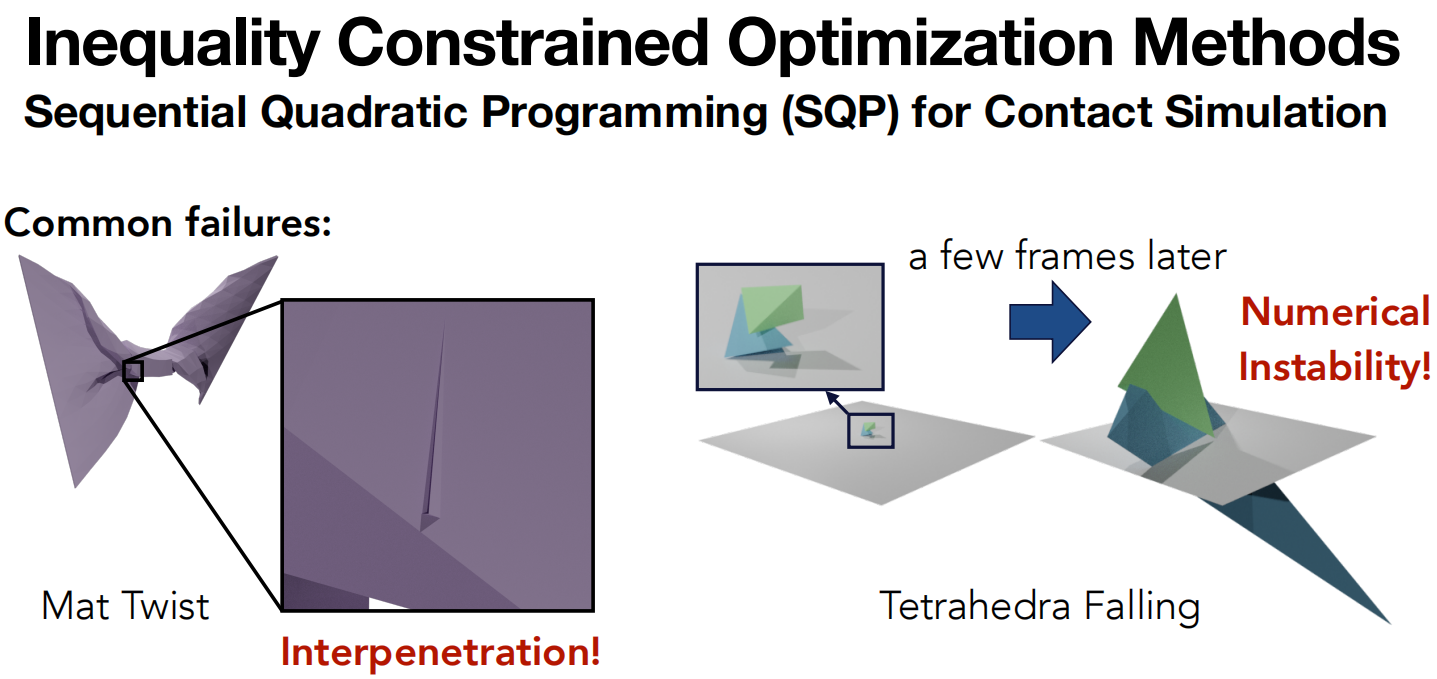 Inequality Constrained Optimization Methods
Sequential Quadratic Programming (SQP) for Contact Simulation
Common failures:
a few frames later
Numerical
Instability!
Mat Twist
Tetrahedra Falling
Interpenetration!